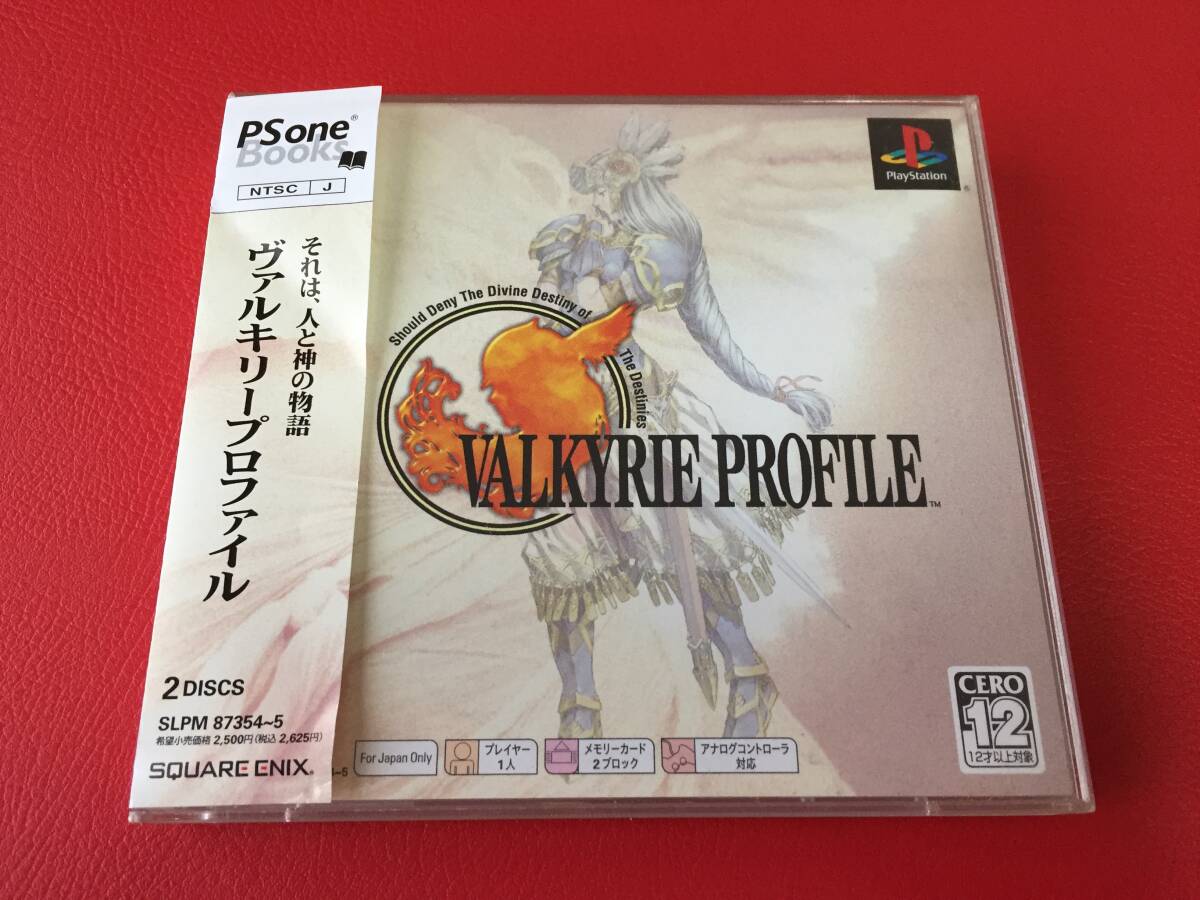 PS one®
Books
NTSC J
それは、人と神の物語
ヴァルキリープロファイル
2 DISCS
SLPM 87354~5
希望小売価格 2,500円(税込 2,625円)
SQUARE ENIX®
PlayStation
®
Should Deny The Divine Destiny of The Destinies
VALKYRIE PROFILE™
For Japan Only
プレイヤー
1人
メモリーカード
2ブロック
アナログコントローラ
対応
CERO
12
12才以上対象